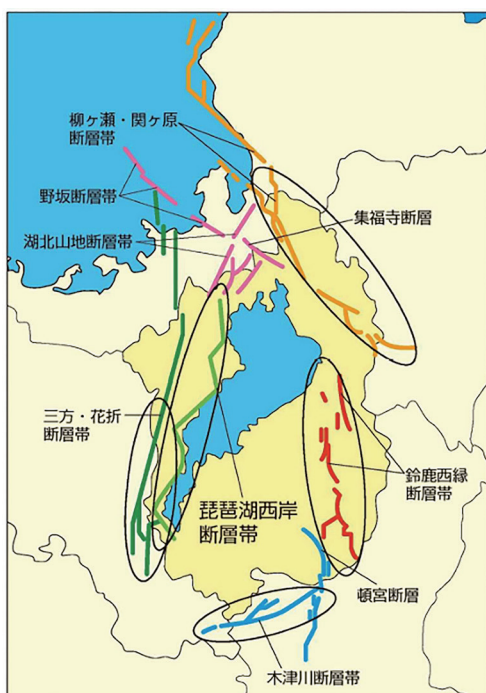 柳ヶ瀬・関ヶ原
断層帯
野坂断層帯
集福寺断層
湖北山地断層帯
三方・花折
断層帯
琵琶湖西岸
断層帯
鈴鹿西縁
断層帯
頓宮断層
木津川断層帯